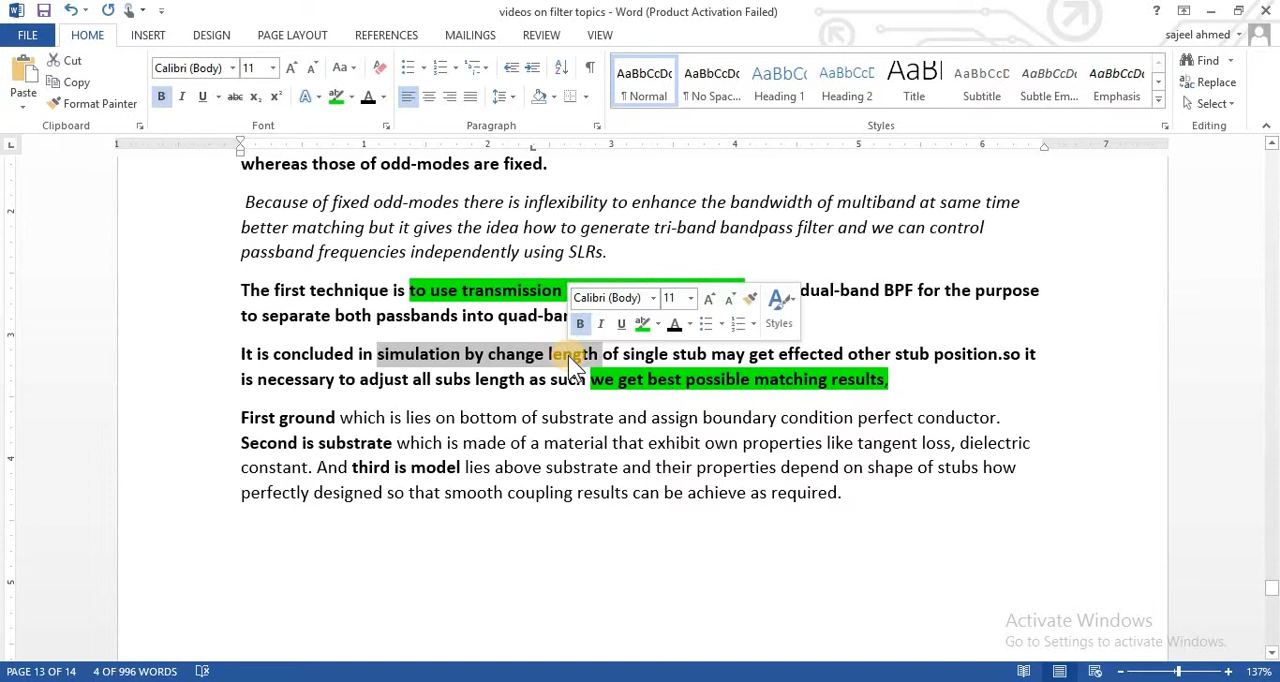 videos on filter topics - Word (Product Activation Failed)
FILE HOME INSERT DESIGN PAGE LAYOUT REFERENCES MAILINGS REVIEW VIEW sajeel ahmed
Paste Cut Copy Format Painter
Calibri (Body) 11
AaBbCcDc AaBbCcDc AaBbCc AaBbCcC AaBl AaBbCcD AaBbCcDc AaBbCcDc
¶ Normal ¶ No Spac... Heading 1 Heading 2 Title Subtitle Subtle Em... Emphasis
Find Replace Select
Clipboard Font Paragraph Styles Editing
1 1 2 3 4 5 6 7
whereas those of odd-modes are fixed.
Because of fixed odd-modes there is inflexibility to enhance the bandwidth of multiband at same time
better matching but it gives the idea how to generate tri-band bandpass filter and we can control
passband frequencies independently using SLRs.
The first technique is to use transmission dual-band BPF for the purpose
to separate both passbands into quad-ban
Calibri (Body) 11 Styles
It is concluded in simulation by change length of single stub may get effected other stub position.so it
is necessary to adjust all subs length as such we get best possible matching results,
First ground which is lies on bottom of substrate and assign boundary condition perfect conductor.
Second is substrate which is made of a material that exhibit own properties like tangent loss, dielectric
constant. And third is model lies above substrate and their properties depend on shape of stubs how
perfectly designed so that smooth coupling results can be achieve as required.
Activate Windows
Go to Settings to activate Windows.
PAGE 13 OF 14 4 OF 996 WORDS 137%